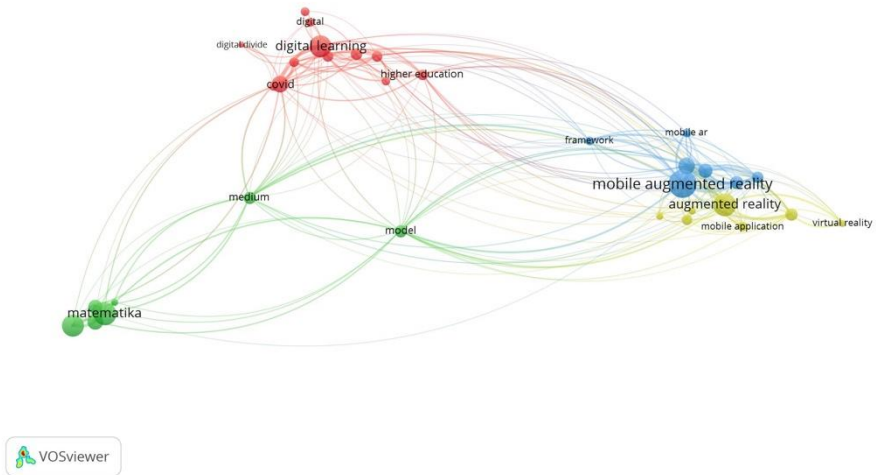 digital
digital divide
digital learning
higher education
covid
mobile ar
framework
mobile augmented reality
medium
augmented reality
virtual reality
mobile application
model
matematika
VOSviewer